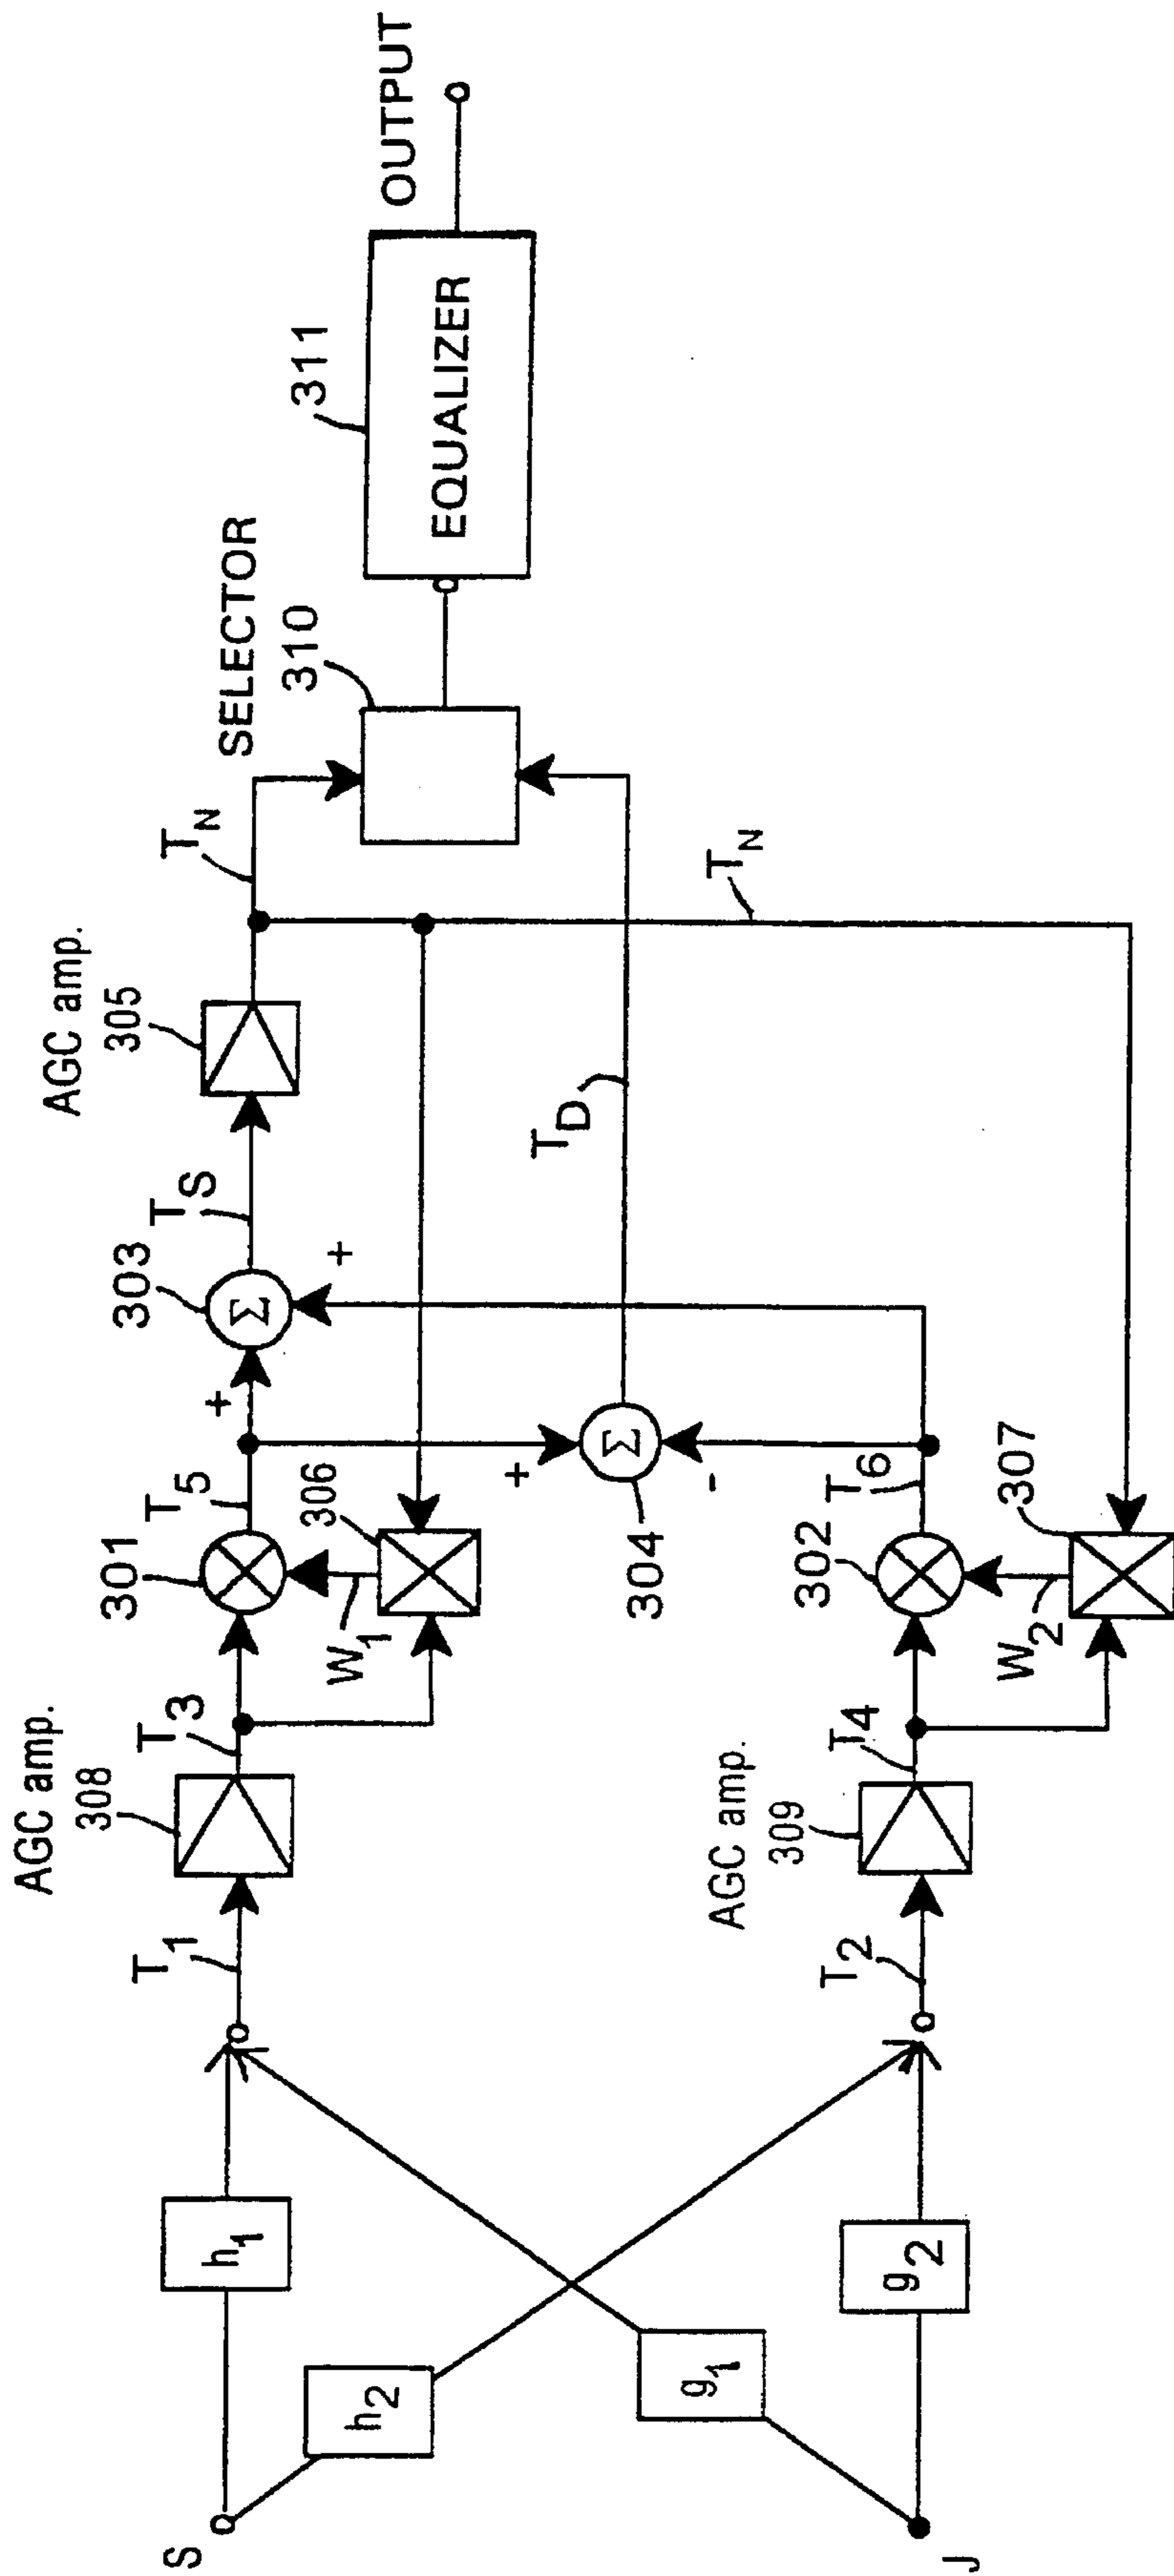 S
h1
h2
J
g1
g2
T1
T2
AGC amp.
308
T3
AGC amp.
309
T4
301
T5
W1
306
302
T6
W2
307
303
+
+
TS
304
+
-
TD
AGC amp.
305
TN
TN
SELECTOR
310
311
EQUALIZER
OUTPUT
Σ
Σ